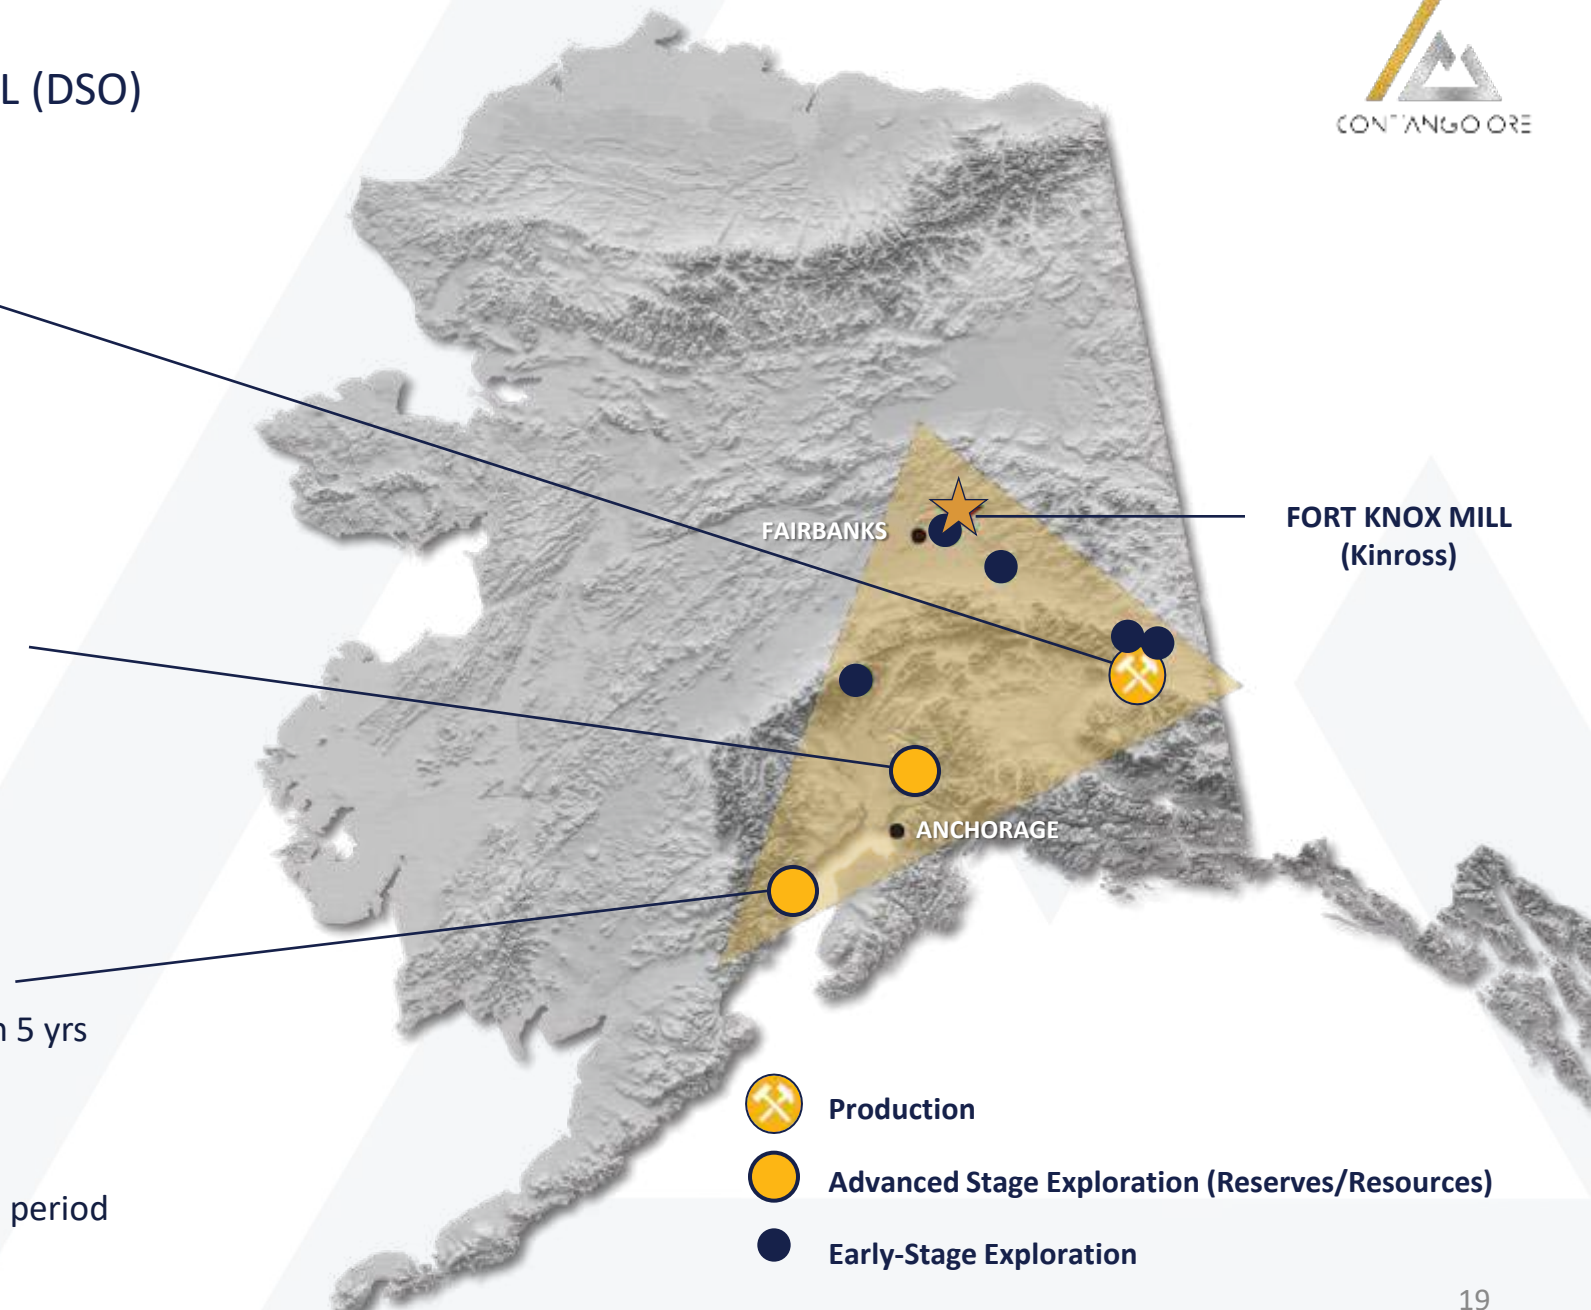 L (DSO)
CONTANGO ORE
FAIRBANKS
FORT KNOX MILL
(Kinross)
ANCHORAGE
5 yrs
period
Production
Advanced Stage Exploration (Reserves/Resources)
Early-Stage Exploration
19